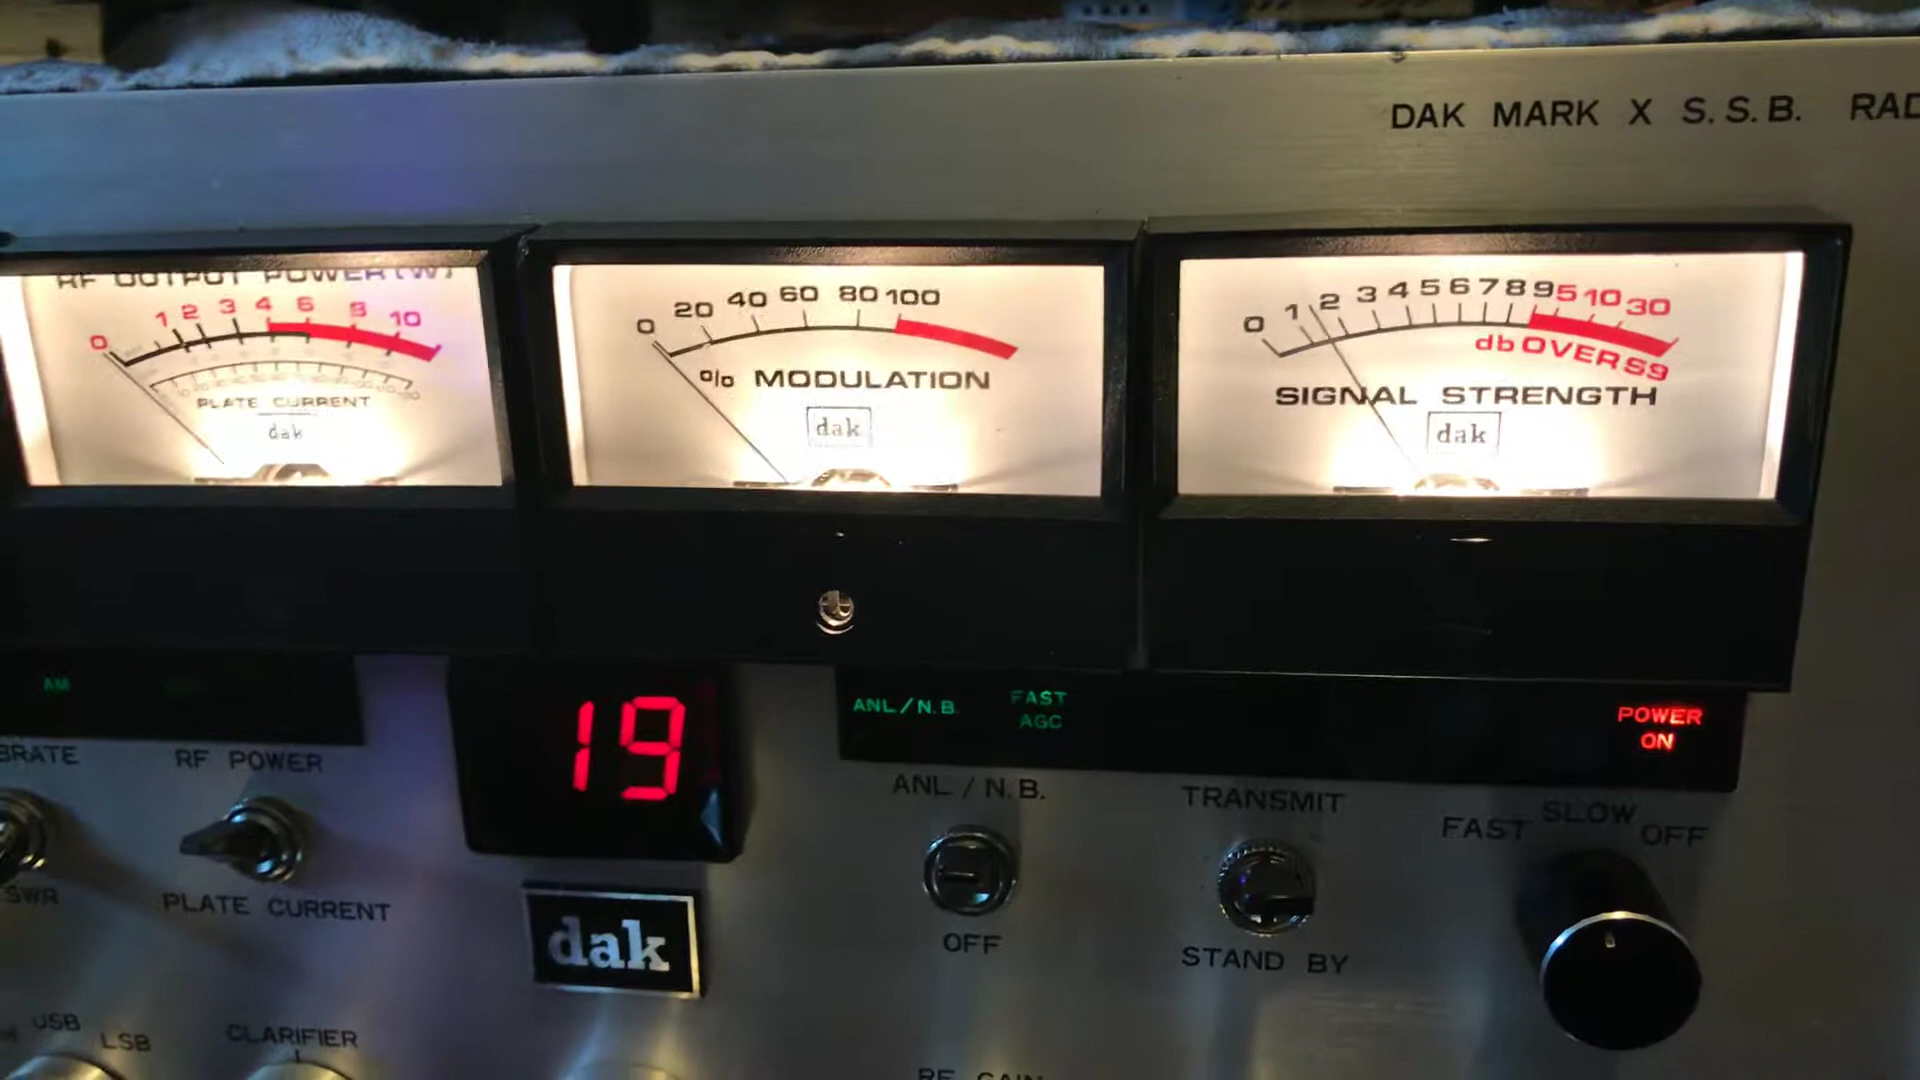 DAK MARK X S.S.B. RAD
RF OUTPUT POWER (W)
0 1 2 3 4 6 8 10
PLATE CURRENT
dak
0 20 40 60 80 100
% MODULATION
dak
0 1 2 3 4 5 6 7 8 9 5 10 30
db OVER S9
SIGNAL STRENGTH
dak
AM
19
ANL/N.B.
FAST
AGC
POWER
ON
BRATE
SWR
RF POWER
PLATE CURRENT
dak
ANL / N.B.
OFF
TRANSMIT
STAND BY
FAST SLOW OFF
USB
LSB
CLARIFIER
RF GAIN